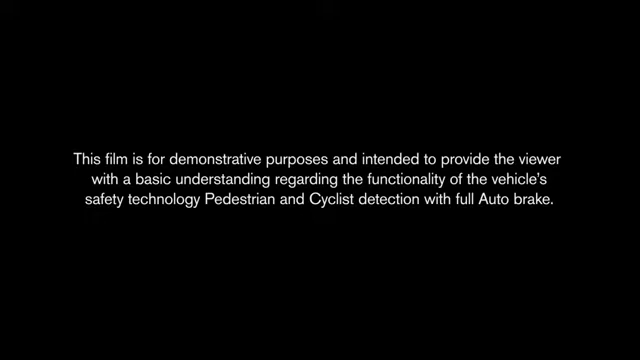 This film is for demonstrative purposes and intended to provide the viewer
with a basic understanding regarding the functionality of the vehicle's
safety technology Pedestrian and Cyclist detection with full Auto brake.